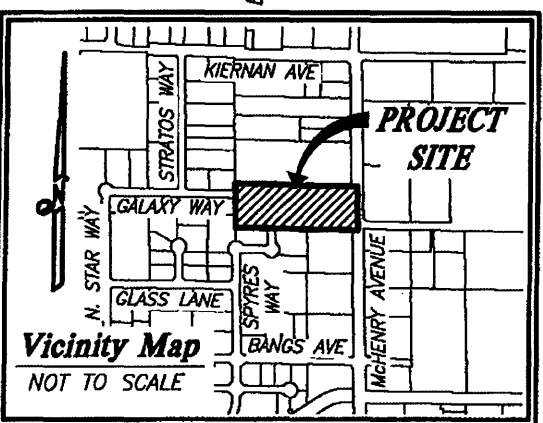 KIERNAN AVE
STRATOS WAY
PROJECT
SITE
GALAXY WAY
N. STAR WAY
GLASS LANE
SPYRES
WAY
McHENRY AVENUE
BANGS AVE
Vicinity Map
NOT TO SCALE